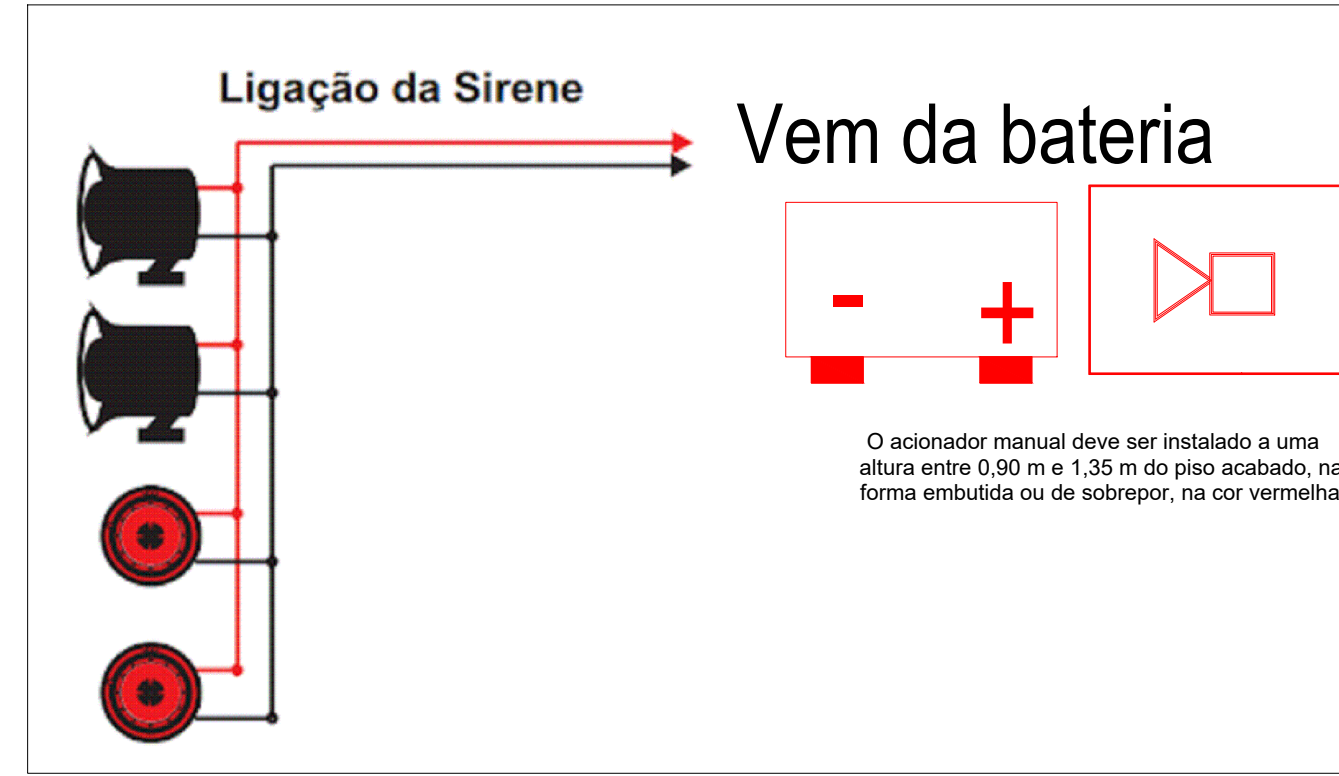 Ligação da Sirene
Vem da bateria
- +
O acionador manual deve ser instalado a uma
altura entre 0,90 m e 1,35 m do piso acabado, na
forma embutida ou de sobrepor, na cor vermelha